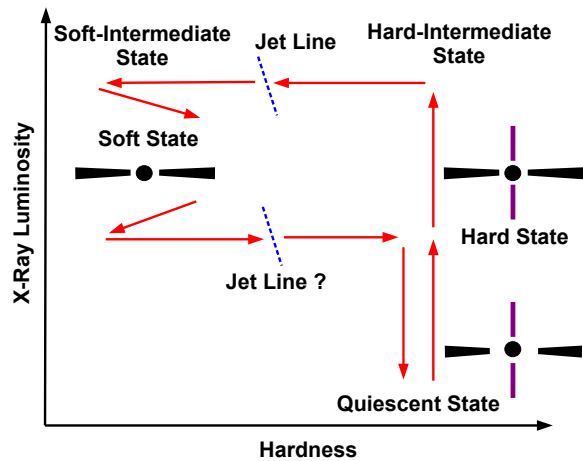 Soft-Intermediate
State
Jet Line
Hard-Intermediate
State
Soft State
Hard State
Jet Line ?
Quiescent State
X-Ray Luminosity
Hardness